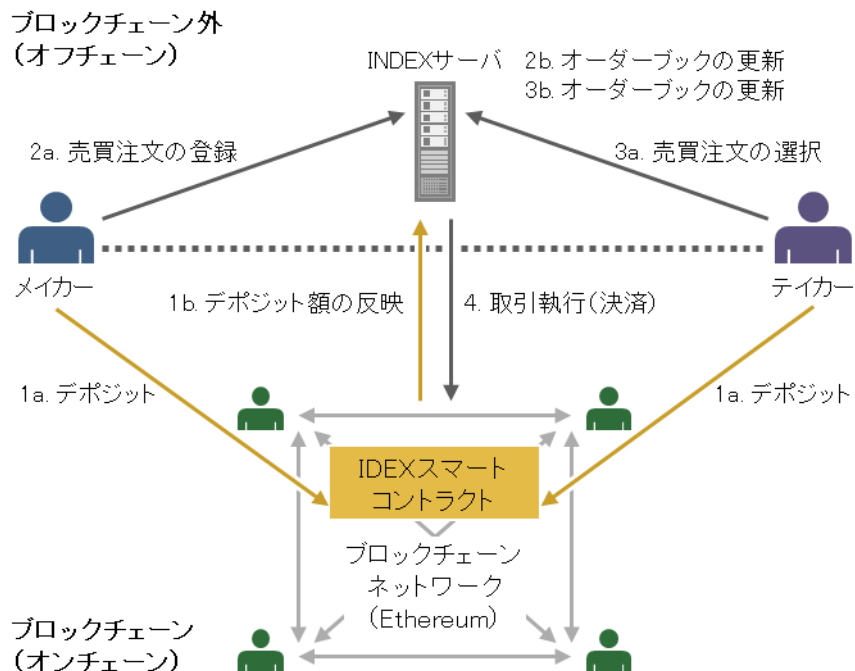 ブロックチェーン外
（オフチェーン）
INDEXサーバ
2b. オーダーブックの更新
3b. オーダーブックの更新
2a. 売買注文の登録
3a. 売買注文の選択
メイカー
テイカー
1b. デポジット額の反映
4. 取引執行（決済）
1a. デポジット
1a. デポジット
IDEXスマート
コントラクト
ブロックチェーン
ネットワーク
（Ethereum）
ブロックチェーン
（オンチェーン）